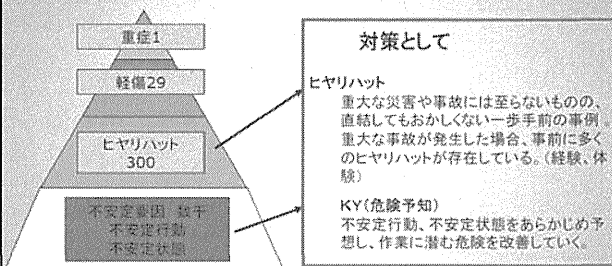 重症1
軽傷29
ヒヤリハット
300
不安定要因 数千
不安定行動
不安定状態
対策として
ヒヤリハット
重大な災害や事故には至らないものの、
直結してもおかしくない一歩手前の事例。
重大な事故が発生した場合、事前に多く
のヒヤリハットが存在している。(経験、体
験)
KY(危険予知)
不安定行動、不安定状態をあらかじめ予
想し、作業に潜む危険を改善していく。